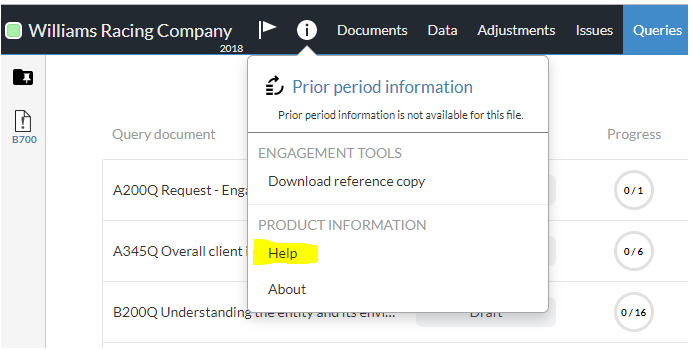 Williams Racing Company
2018
Documents Data Adjustments Issues Queries
Prior period information
Prior period information is not available for this file.
B700
Query document Progress
ENGAGEMENT TOOLS
Download reference copy
A200Q Request - Enga 0 / 1
PRODUCT INFORMATION
Help
A345Q Overall client i 0 / 6
About
B200Q Understanding the entity and its envi... Draft 0 / 16